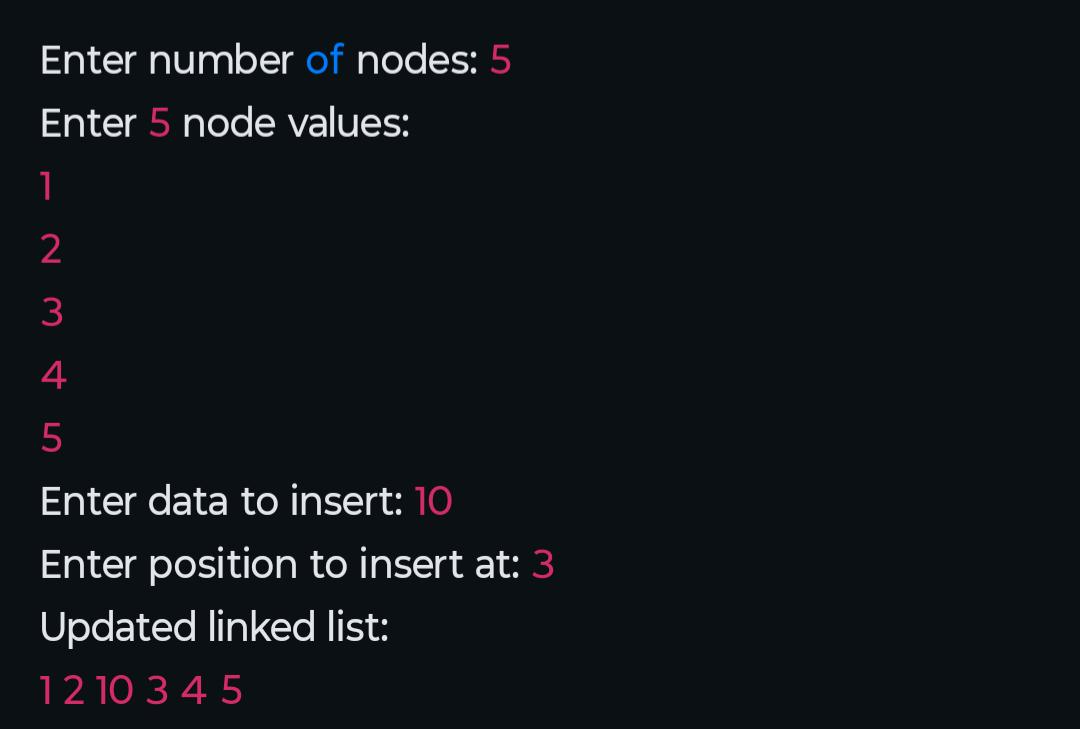 Enter number of nodes: 5
Enter 5 node values:
1
2
3
4
5
Enter data to insert: 10
Enter position to insert at: 3
Updated linked list:
1 2 10 3 4 5